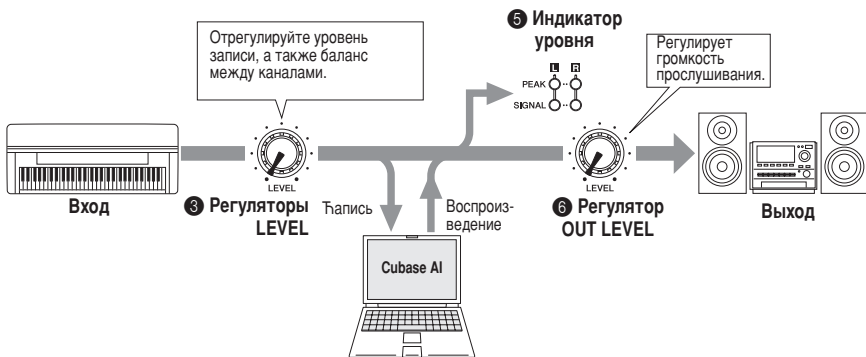 Отрегулируйте уровень
записи, а также баланс
между каналами.
❺ Индикатор
уровня
L R
PEAK
SIGNAL
Регулирует
громкость
прослушивания.
LEVEL
LEVEL
Вход
❸ Регуляторы
LEVEL
Ћапись
Воспроиз-
ведение
❻ Регулятор
OUT LEVEL
Выход
Cubase AI